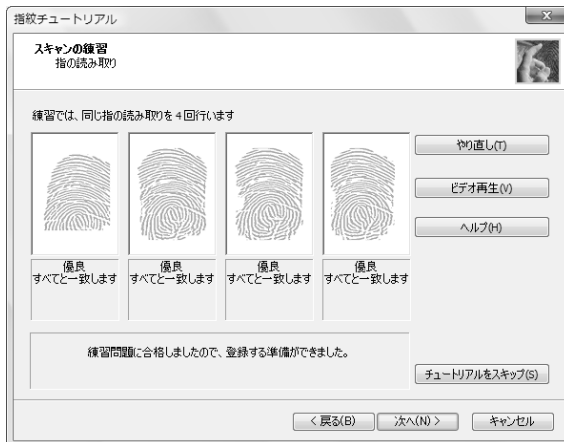 指紋チュートリアル
スキャンの練習
指の読み取り
練習では、同じ指の読み取りを4回行います
やり直し(T)
ビデオ再生(V)
ヘルプ(H)
優良
すべてと一致します
優良
すべてと一致します
優良
すべてと一致します
優良
すべてと一致します
練習問題に合格しましたので、登録する準備ができました。
チュートリアルをスキップ(S)
< 戻る(B)
次へ(N) >
キャンセル